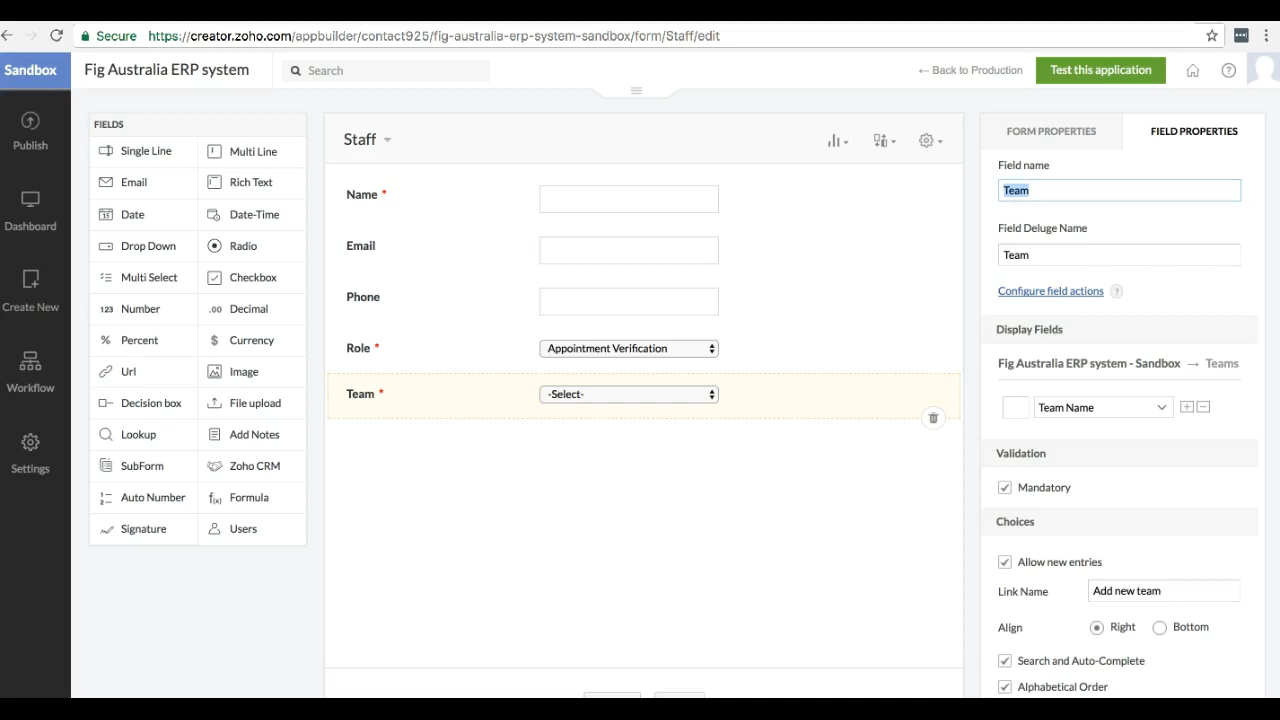 Secure https://creator.zoho.com/appbuilder/contact925/fig-australia-erp-system-sandbox/form/Staff/edit
Sandbox
Fig Australia ERP system
Search
← Back to Production
Test this application
Publish
Dashboard
Create New
Workflow
Settings
FIELDS
Single Line
Multi Line
Email
Rich Text
Date
Date-Time
Drop Down
Radio
Multi Select
Checkbox
123 Number
.00 Decimal
% Percent
$ Currency
Url
Image
Decision box
File upload
Lookup
Add Notes
SubForm
Zoho CRM
Auto Number
f(x) Formula
Signature
Users
Staff
Name *
Email
Phone
Role * Appointment Verification
Team * -Select-
FORM PROPERTIES
FIELD PROPERTIES
Field name
Team
Field Deluge Name
Team
Configure field actions ?
Display Fields
Fig Australia ERP system - Sandbox → Teams
Team Name
Validation
Mandatory
Choices
Allow new entries
Link Name Add new team
Align Right Bottom
Search and Auto-Complete
Alphabetical Order